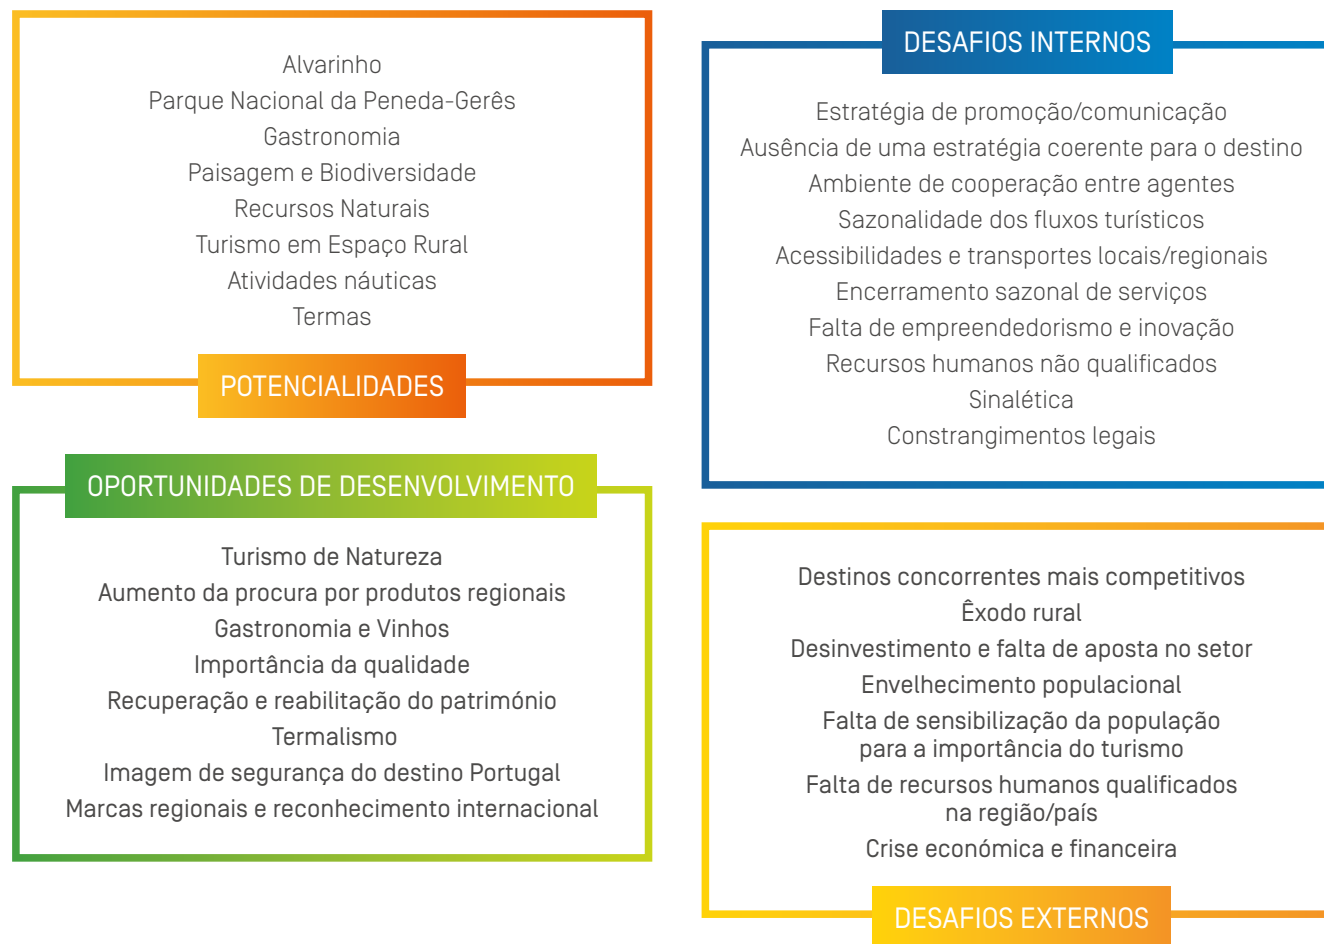 Alvarinho
Parque Nacional da Peneda-Gerês
Gastronomia
Paisagem e Biodiversidade
Recursos Naturais
Turismo em Espaço Rural
Atividades náuticas
Termas
POTENCIALIDADES
DESAFIOS INTERNOS
Estratégia de promoção/comunicação
Ausência de uma estratégia coerente para o destino
Ambiente de cooperação entre agentes
Sazonalidade dos fluxos turísticos
Acessibilidades e transportes locais/regionais
Encerramento sazonal de serviços
Falta de empreendedorismo e inovação
Recursos humanos não qualificados
Sinalética
Constrangimentos legais
OPORTUNIDADES DE DESENVOLVIMENTO
Turismo de Natureza
Aumento da procura por produtos regionais
Gastronomia e Vinhos
Importância da qualidade
Recuperação e reabilitação do património
Termalismo
Imagem de segurança do destino Portugal
Marcas regionais e reconhecimento internacional
Destinos concorrentes mais competitivos
Êxodo rural
Desinvestimento e falta de aposta no setor
Envelhecimento populacional
Falta de sensibilização da população
para a importância do turismo
Falta de recursos humanos qualificados
na região/país
Crise económica e financeira
DESAFIOS EXTERNOS